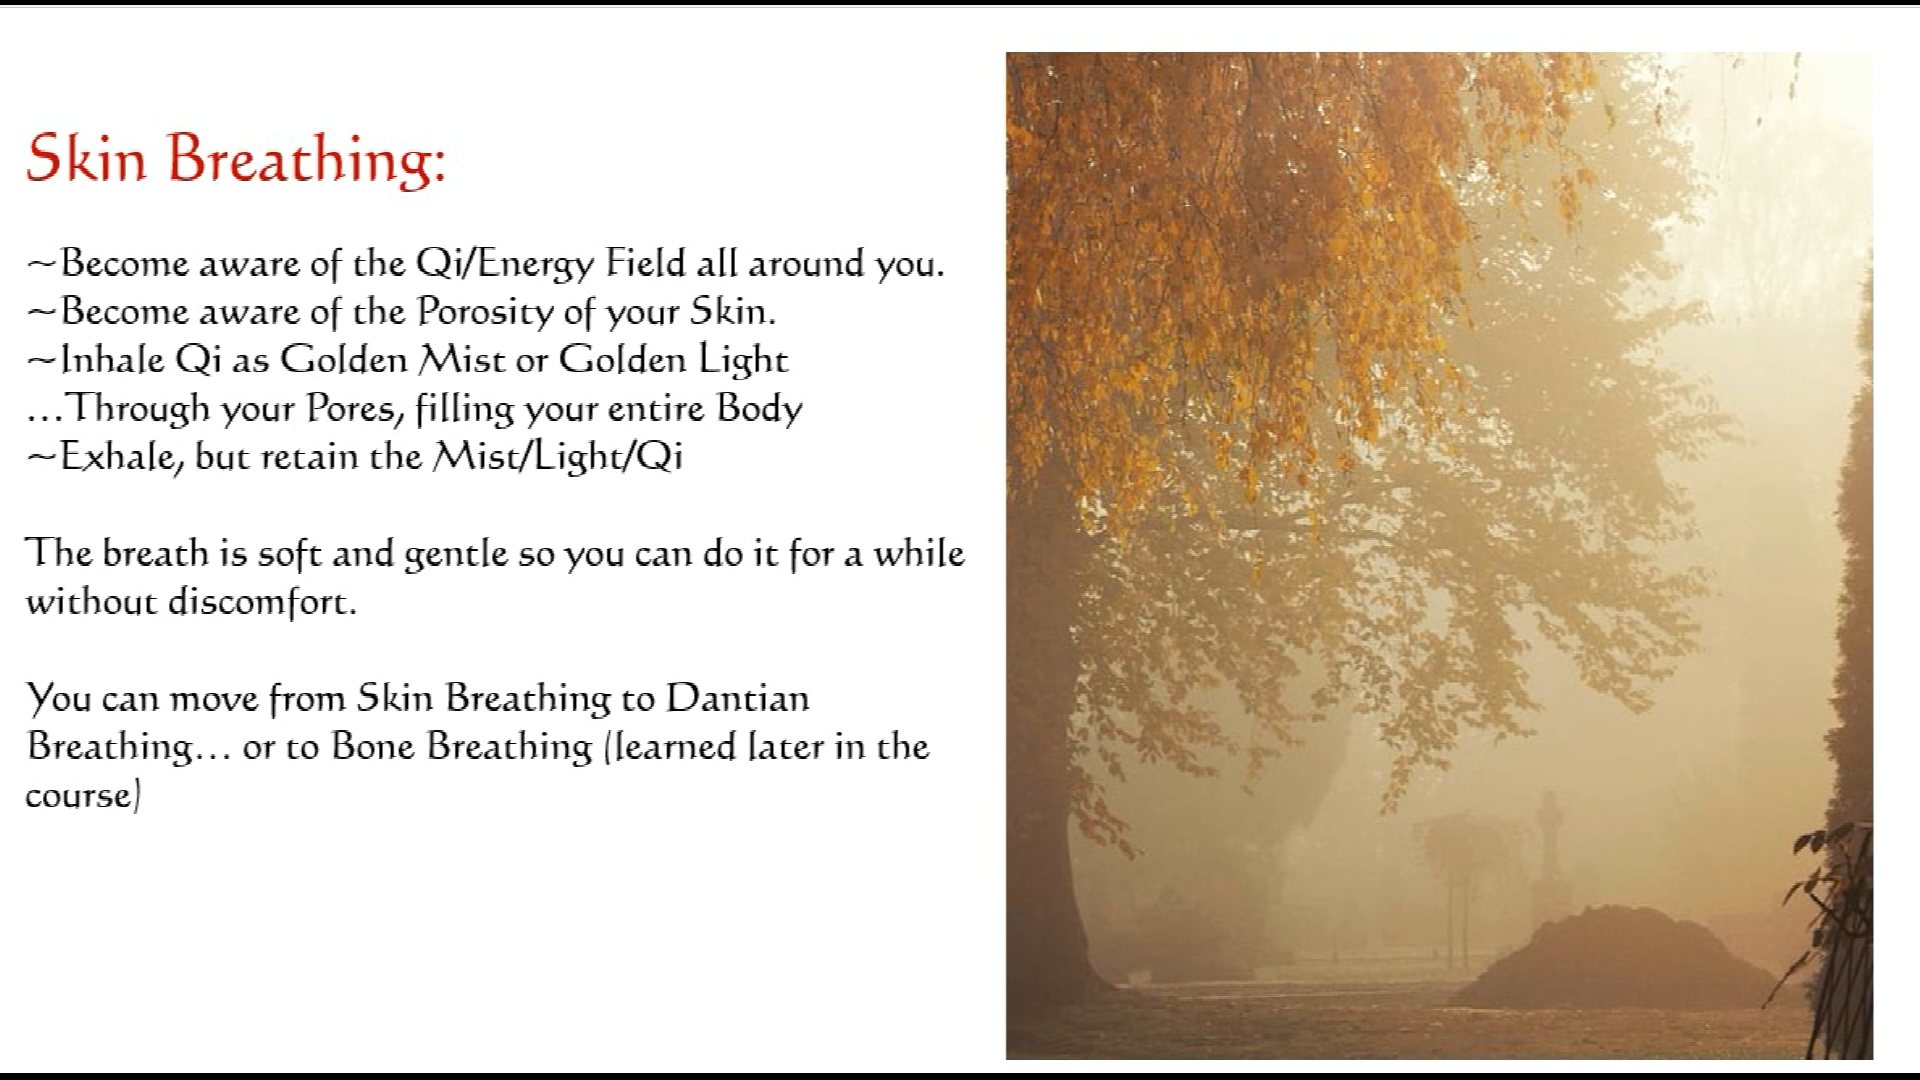 Skin Breathing:
~Become aware of the Qi/Energy Field all around you.
~Become aware of the Porosity of your Skin.
~Inhale Qi as Golden Mist or Golden Light
…Through your Pores, filling your entire Body
~Exhale, but retain the Mist/Light/Qi
The breath is soft and gentle so you can do it for a while
without discomfort.
You can move from Skin Breathing to Dantian
Breathing… or to Bone Breathing (learned later in the
course)